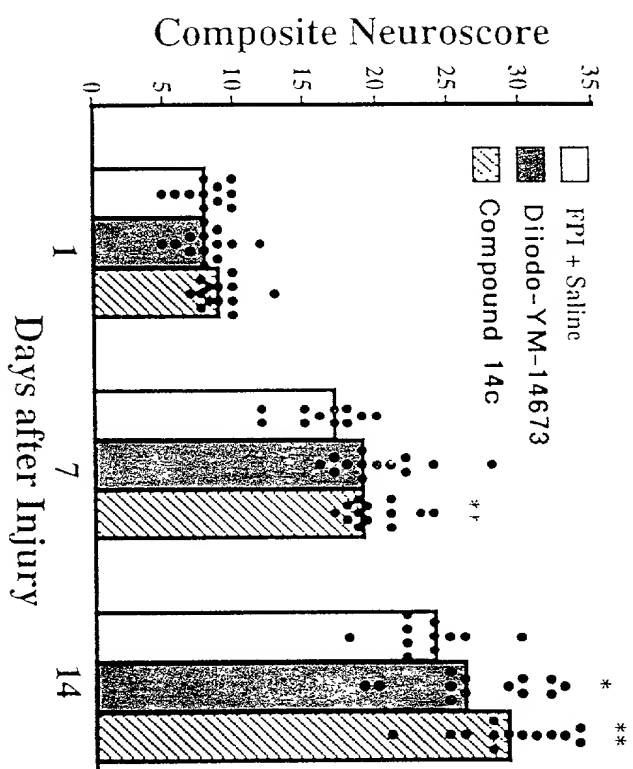 Composite Neuroscore
0
5
10
15
20
25
30
35
FPI + Saline
Diiodo-YM-14673
Compound 14c
**
*
**
1
7
14
Days after Injury